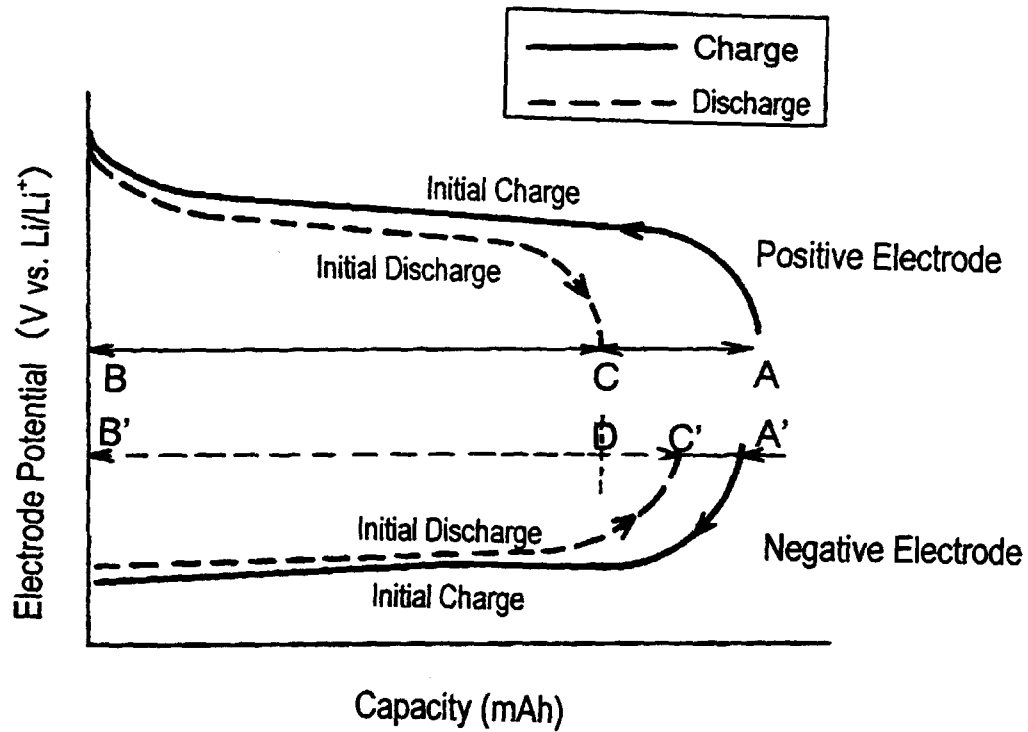 Charge
Discharge
Electrode Potential (V vs. Li/Li⁺)
Initial Charge
Initial Discharge
Positive Electrode
B
C
A
B'
D
C'
A'
Initial Discharge
Negative Electrode
Initial Charge
Capacity (mAh)